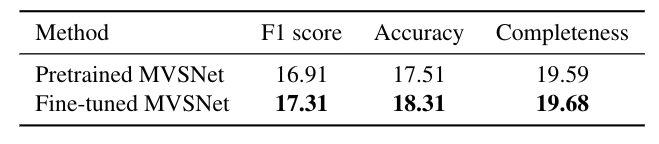 Method F1 score Accuracy Completeness
Pretrained MVSNet 16.91 17.51 19.59
Fine-tuned MVSNet 17.31 18.31 19.68